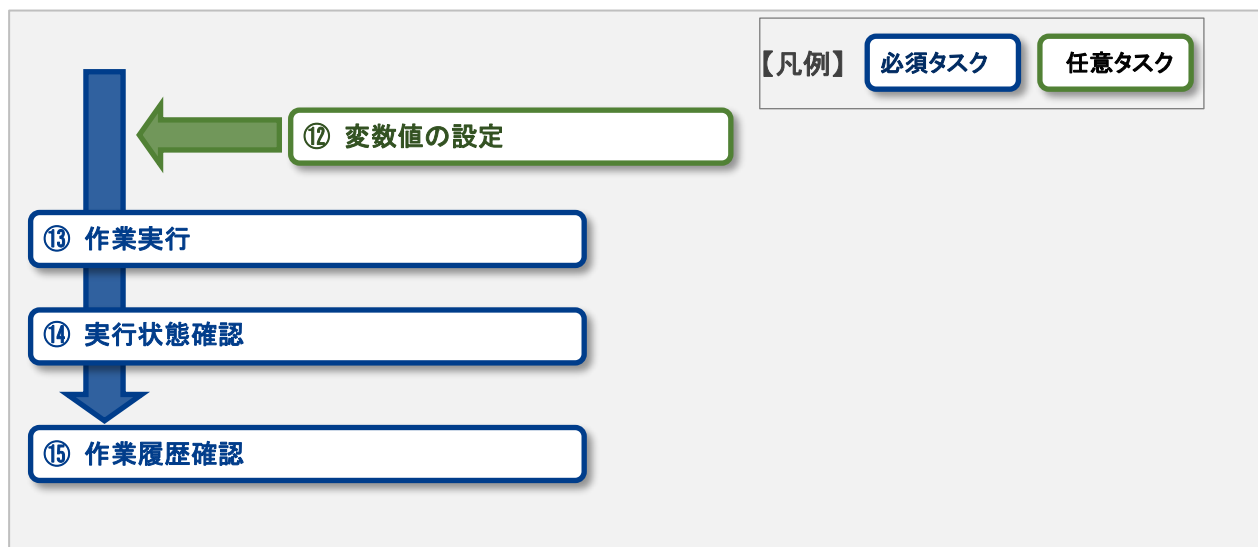 【凡例】 必須タスク 任意タスク
⑫ 変数値の設定
⑬ 作業実行
⑭ 実行状態確認
⑮ 作業履歴確認